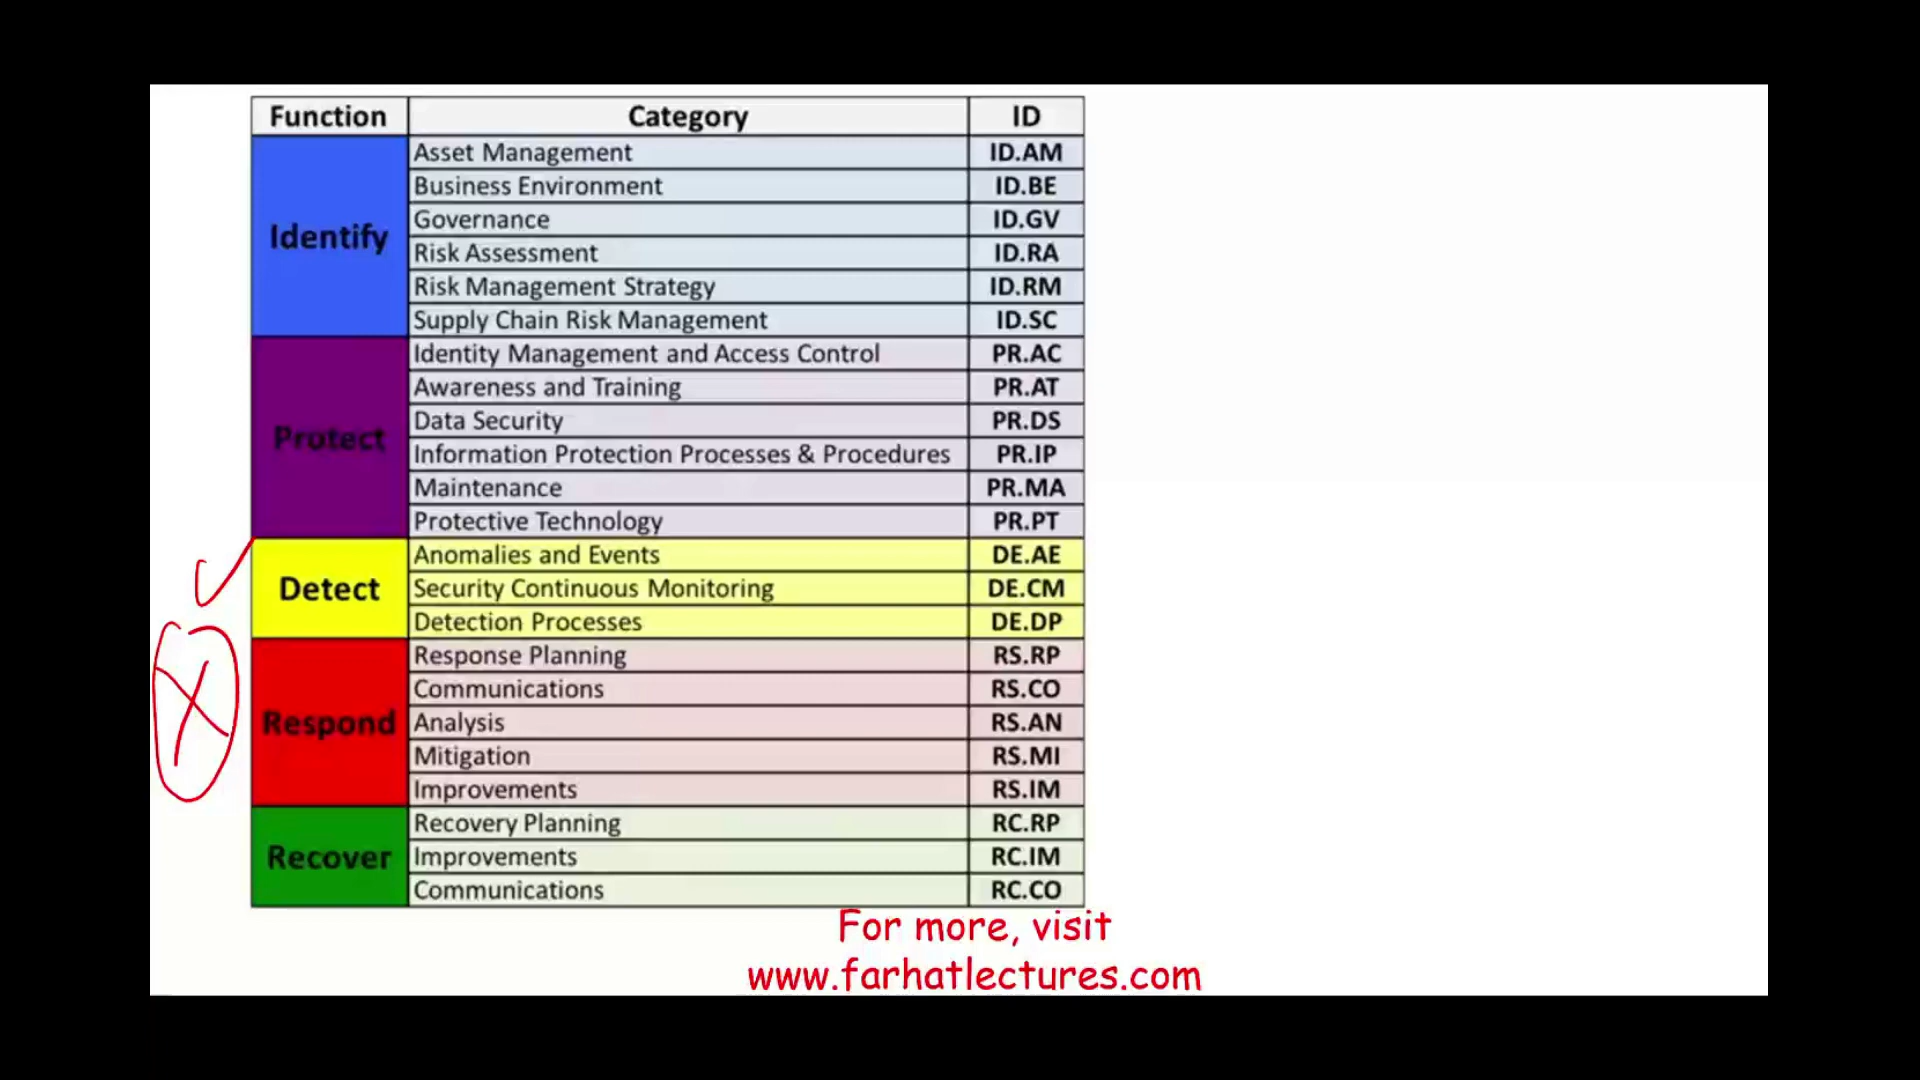 Function Category ID
Identify
Asset Management ID.AM
Business Environment ID.BE
Governance ID.GV
Risk Assessment ID.RA
Risk Management Strategy ID.RM
Supply Chain Risk Management ID.SC
Protect
Identity Management and Access Control PR.AC
Awareness and Training PR.AT
Data Security PR.DS
Information Protection Processes & Procedures PR.IP
Maintenance PR.MA
Protective Technology PR.PT
Detect
Anomalies and Events DE.AE
Security Continuous Monitoring DE.CM
Detection Processes DE.DP
Respond
Response Planning RS.RP
Communications RS.CO
Analysis RS.AN
Mitigation RS.MI
Improvements RS.IM
Recover
Recovery Planning RC.RP
Improvements RC.IM
Communications RC.CO
For more, visit
www.farhatlectures.com